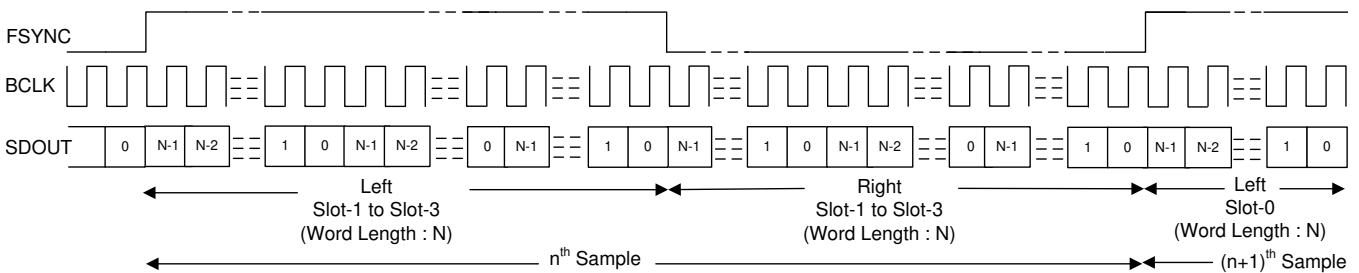 FSYNC
BCLK
SDOUT 0 N-1 N-2 1 0 N-1 N-2 0 N-1 1 0 N-1 1 0 N-1 N-2 0 N-1 1 0 N-1 N-2 1 0
Left Right Left
Slot-1 to Slot-3 Slot-1 to Slot-3 Slot-0
(Word Length : N) (Word Length : N) (Word Length : N)
nth Sample (n+1)th Sample